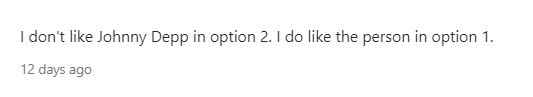 I don't like Johnny Depp in option 2. I do like the person in option 1.
12 days ago